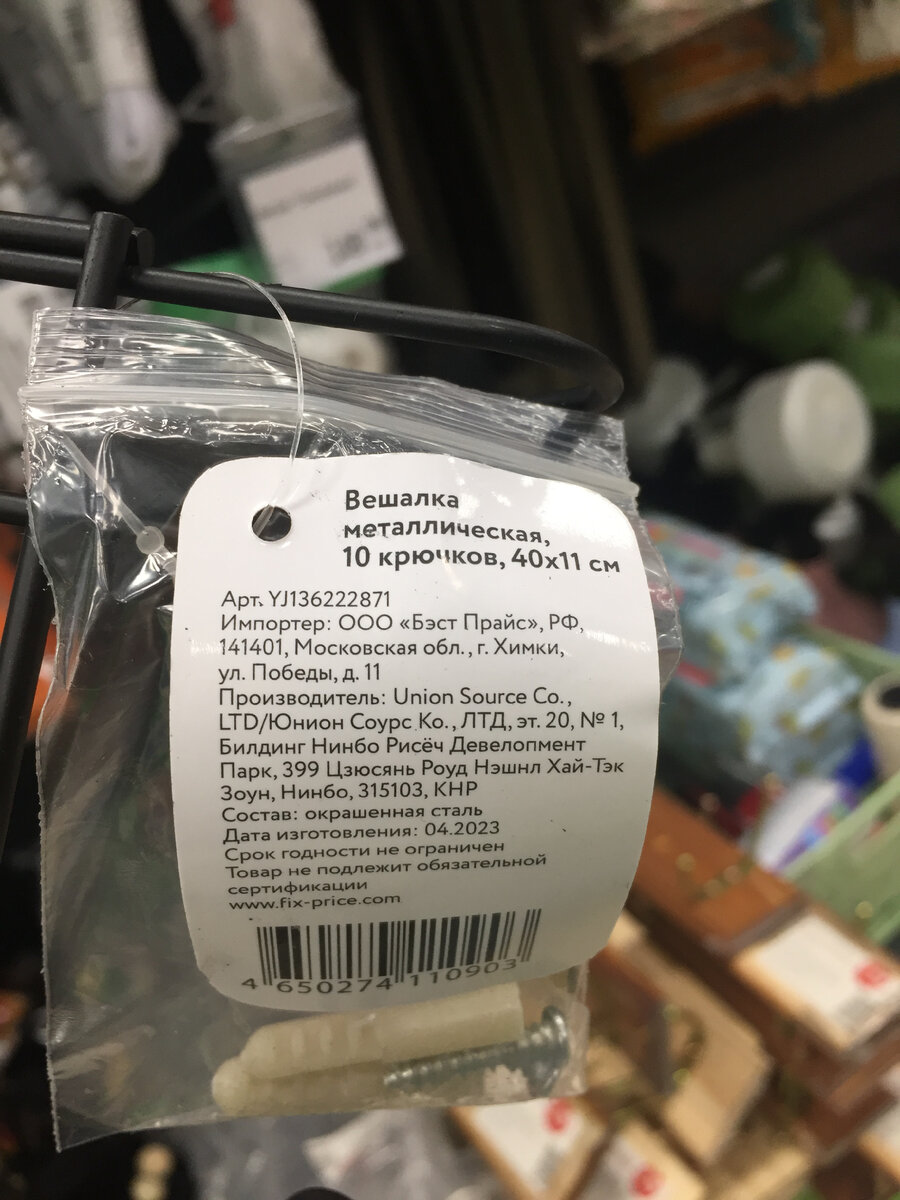 Вешалка
металлическая,
10 крючков, 40х11 см
Арт. YJ136222871
Импортер: ООО «Бэст Прайс», РФ,
141401, Московская обл., г. Химки,
ул. Победы, д. 11
Производитель: Union Source Co.,
LTD/Юнион Соурс Ко., ЛТД, эт. 20, № 1,
Билдинг Нинбо Рисёч Девелопмент
Парк, 399 Цзюсянь Роуд Нэшнл Хай-Тэк
Зоун, Нинбо, 315103, КНР
Состав: окрашенная сталь
Дата изготовления: 04.2023
Срок годности не ограничен
Товар не подлежит обязательной
сертификации
www.fix-price.com
4 650274 110903